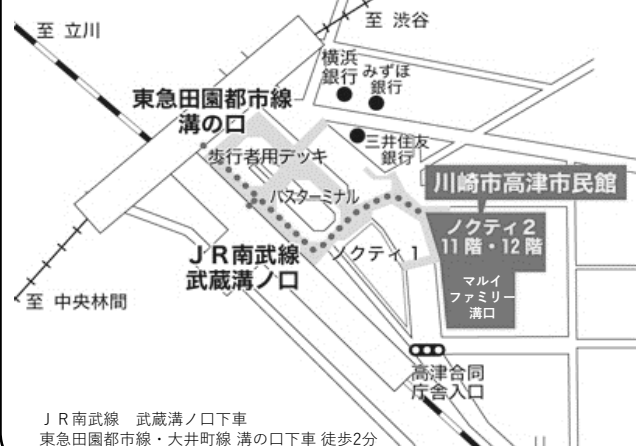 至 立川
至 渋谷
横浜
銀行
みずほ
銀行
東急田園都市線
溝の口
三井住友
銀行
歩行者用デッキ
川崎市高津市民館
バスターミナル
ノクティ2
11階・12階
JR南武線
武蔵溝ノ口
ノクティ1
マルイ
ファミリー
溝口
至 中央林間
高津合同
庁舎入口
JR南武線　武蔵溝ノ口下車
東急田園都市線・大井町線 溝の口下車 徒歩2分